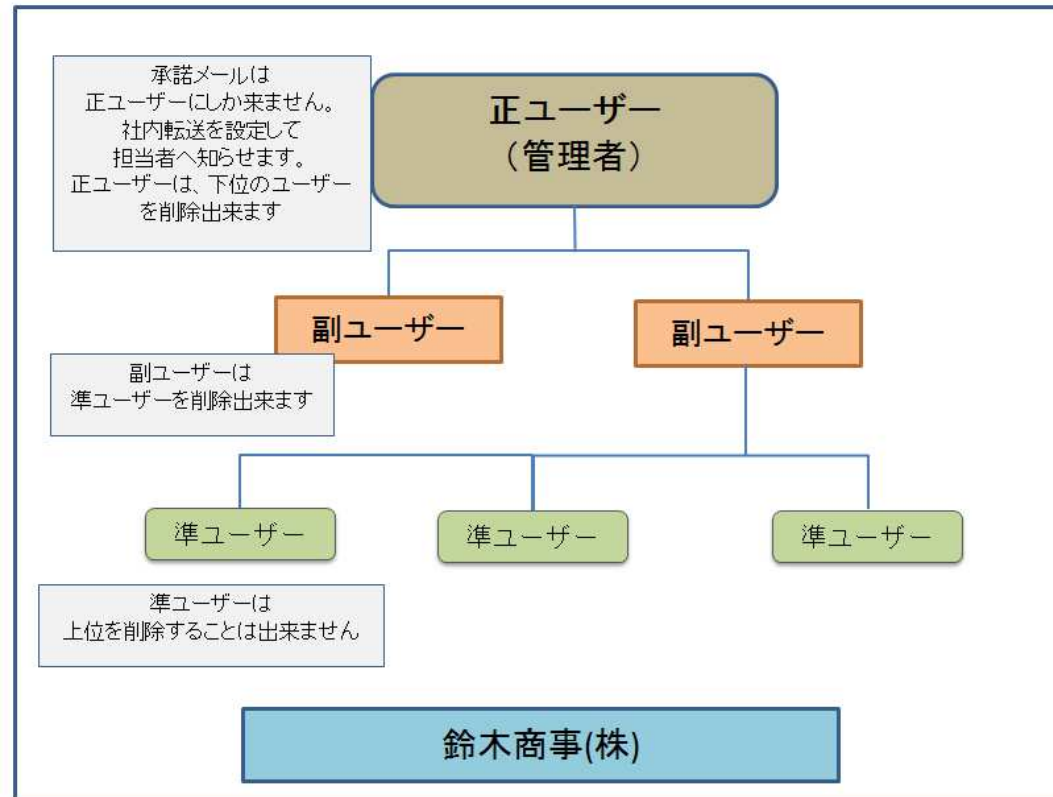 承諾メールは
正ユーザーにしか来ません。
社内転送を設定して
担当者へ知らせます。
正ユーザーは、下位のユーザー
を削除出来ます
正ユーザー
（管理者）
副ユーザー
副ユーザー
副ユーザーは
準ユーザーを削除出来ます
準ユーザー
準ユーザー
準ユーザー
準ユーザーは
上位を削除することは出来ません
鈴木商事(株)